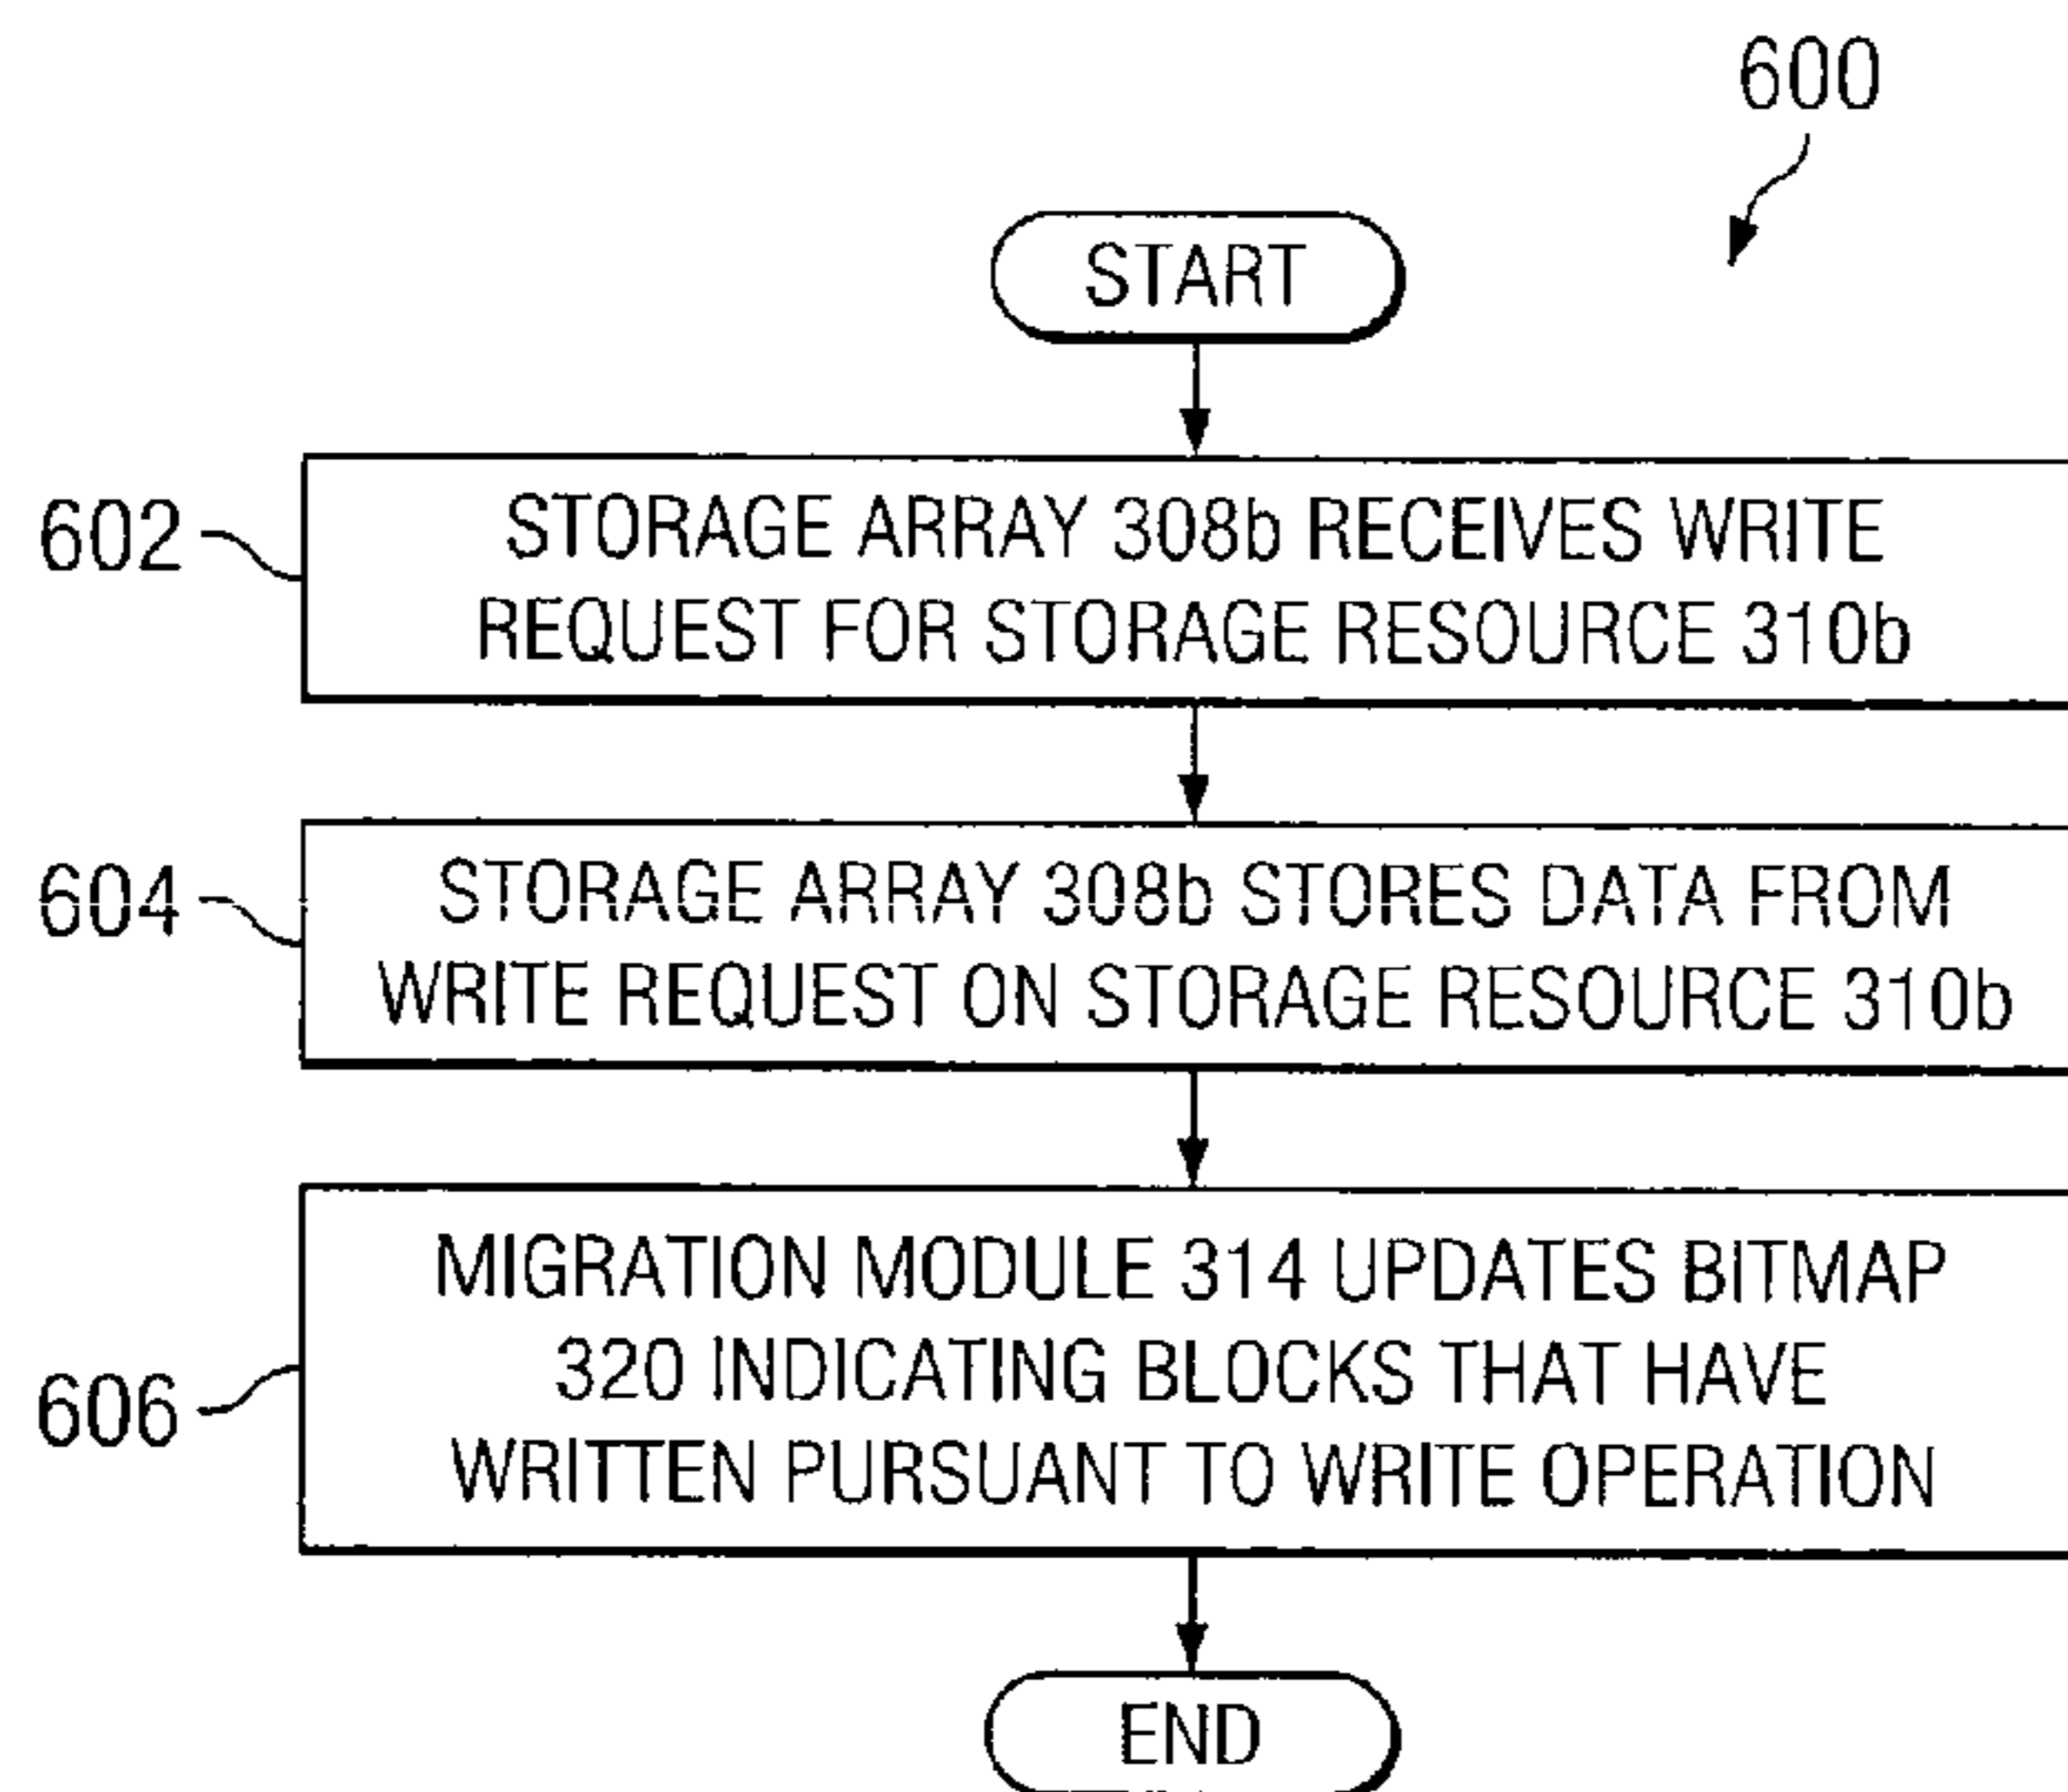 600
START
602
STORAGE ARRAY 308b RECEIVES WRITE
REQUEST FOR STORAGE RESOURCE 310b
604
STORAGE ARRAY 308b STORES DATA FROM
WRITE REQUEST ON STORAGE RESOURCE 310b
606
MIGRATION MODULE 314 UPDATES BITMAP
320 INDICATING BLOCKS THAT HAVE
WRITTEN PURSUANT TO WRITE OPERATION
END